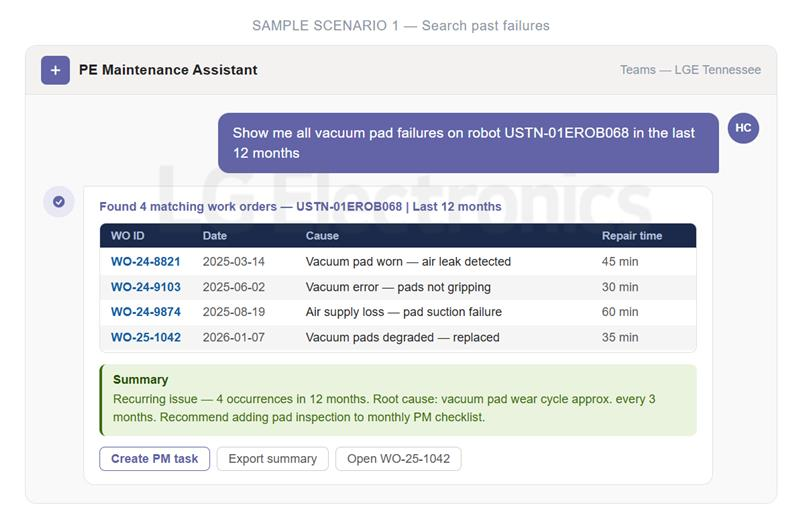 SAMPLE SCENARIO 1 — Search past failures
+ PE Maintenance Assistant
Teams — LGE Tennessee
Show me all vacuum pad failures on robot USTN-01EROB068 in the last
12 months
HC
LG Electronics
Found 4 matching work orders — USTN-01EROB068 | Last 12 months
WO ID Date Cause Repair time
WO-24-8821 2025-03-14 Vacuum pad worn — air leak detected 45 min
WO-24-9103 2025-06-02 Vacuum error — pads not gripping 30 min
WO-24-9874 2025-08-19 Air supply loss — pad suction failure 60 min
WO-25-1042 2026-01-07 Vacuum pads degraded — replaced 35 min
Summary
Recurring issue — 4 occurrences in 12 months. Root cause: vacuum pad wear cycle approx. every 3
months. Recommend adding pad inspection to monthly PM checklist.
Create PM task Export summary Open WO-25-1042